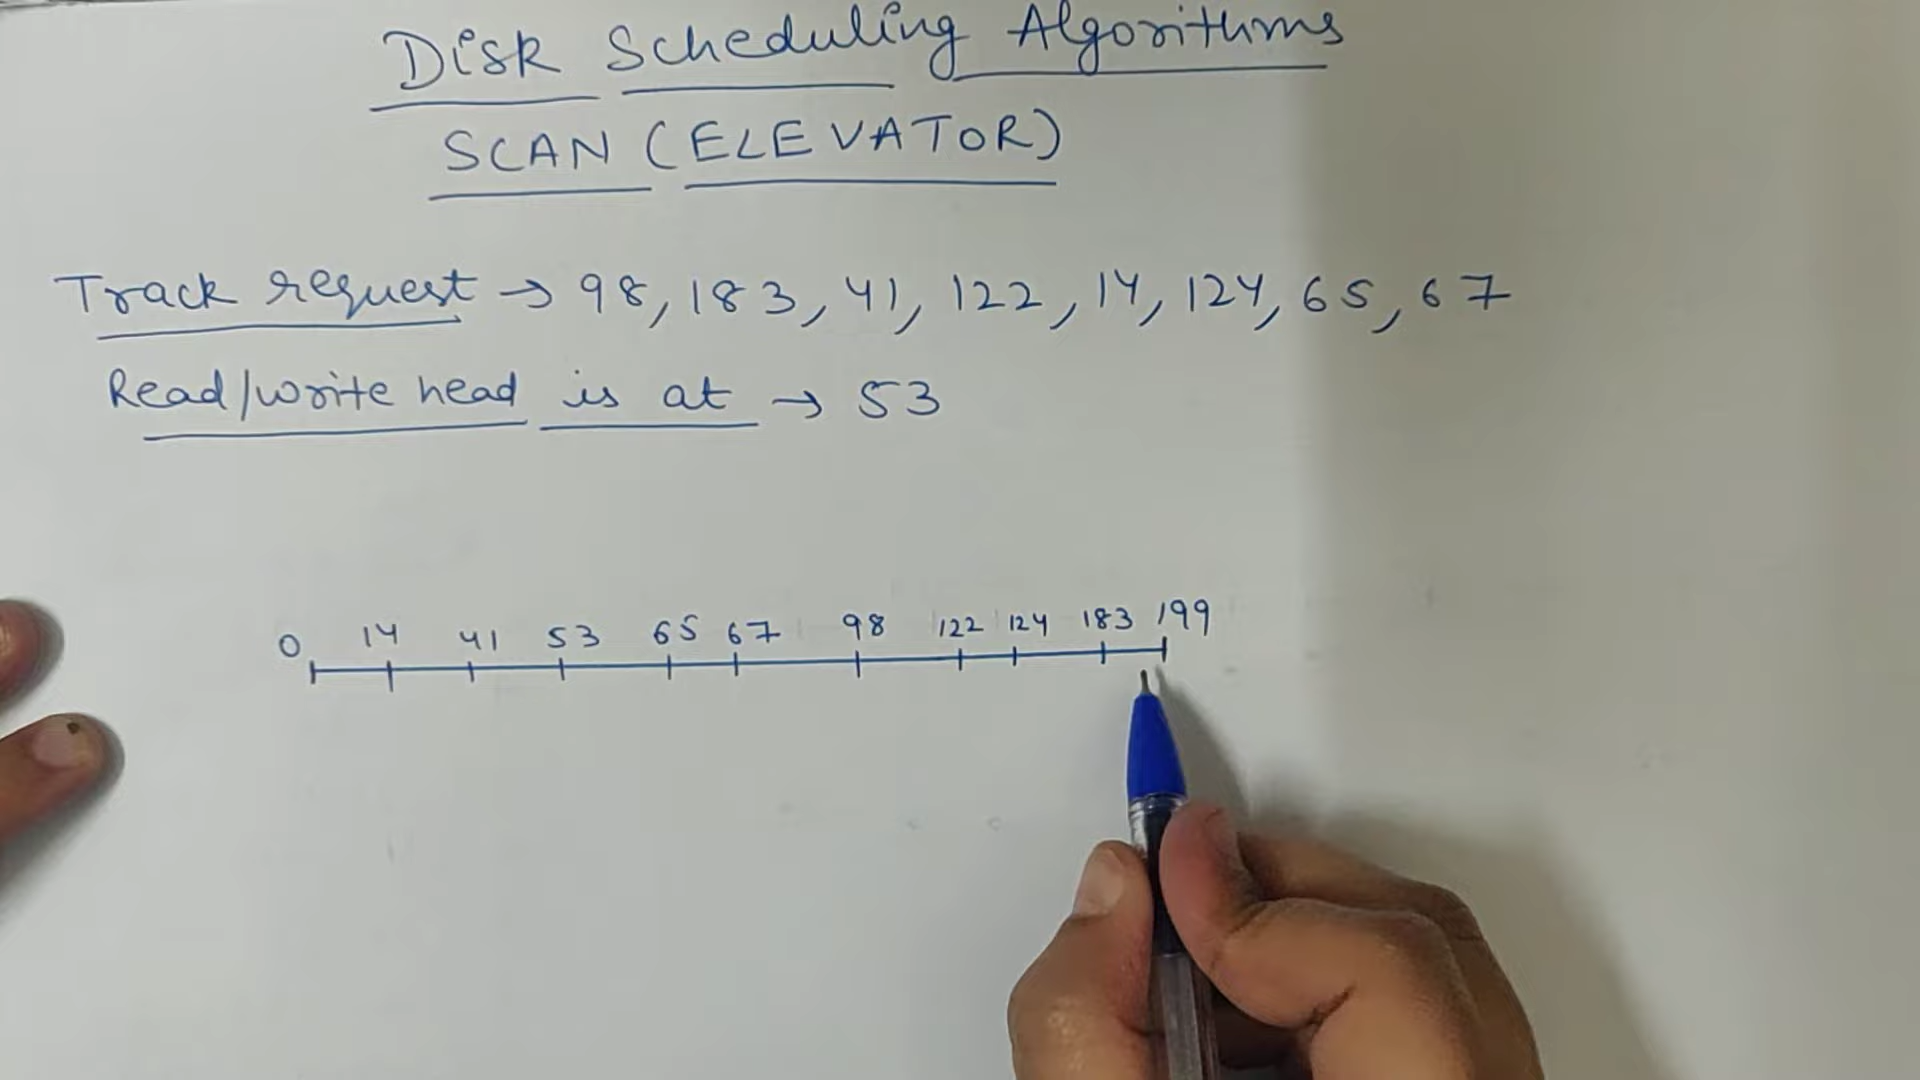 Disk Scheduling Algorithms
SCAN (ELEVATOR)
Track request → 98, 183, 41, 122, 14, 124, 65, 67
Read/write head is at → 53
0 14 41 53 65 67 98 122 124 183 199